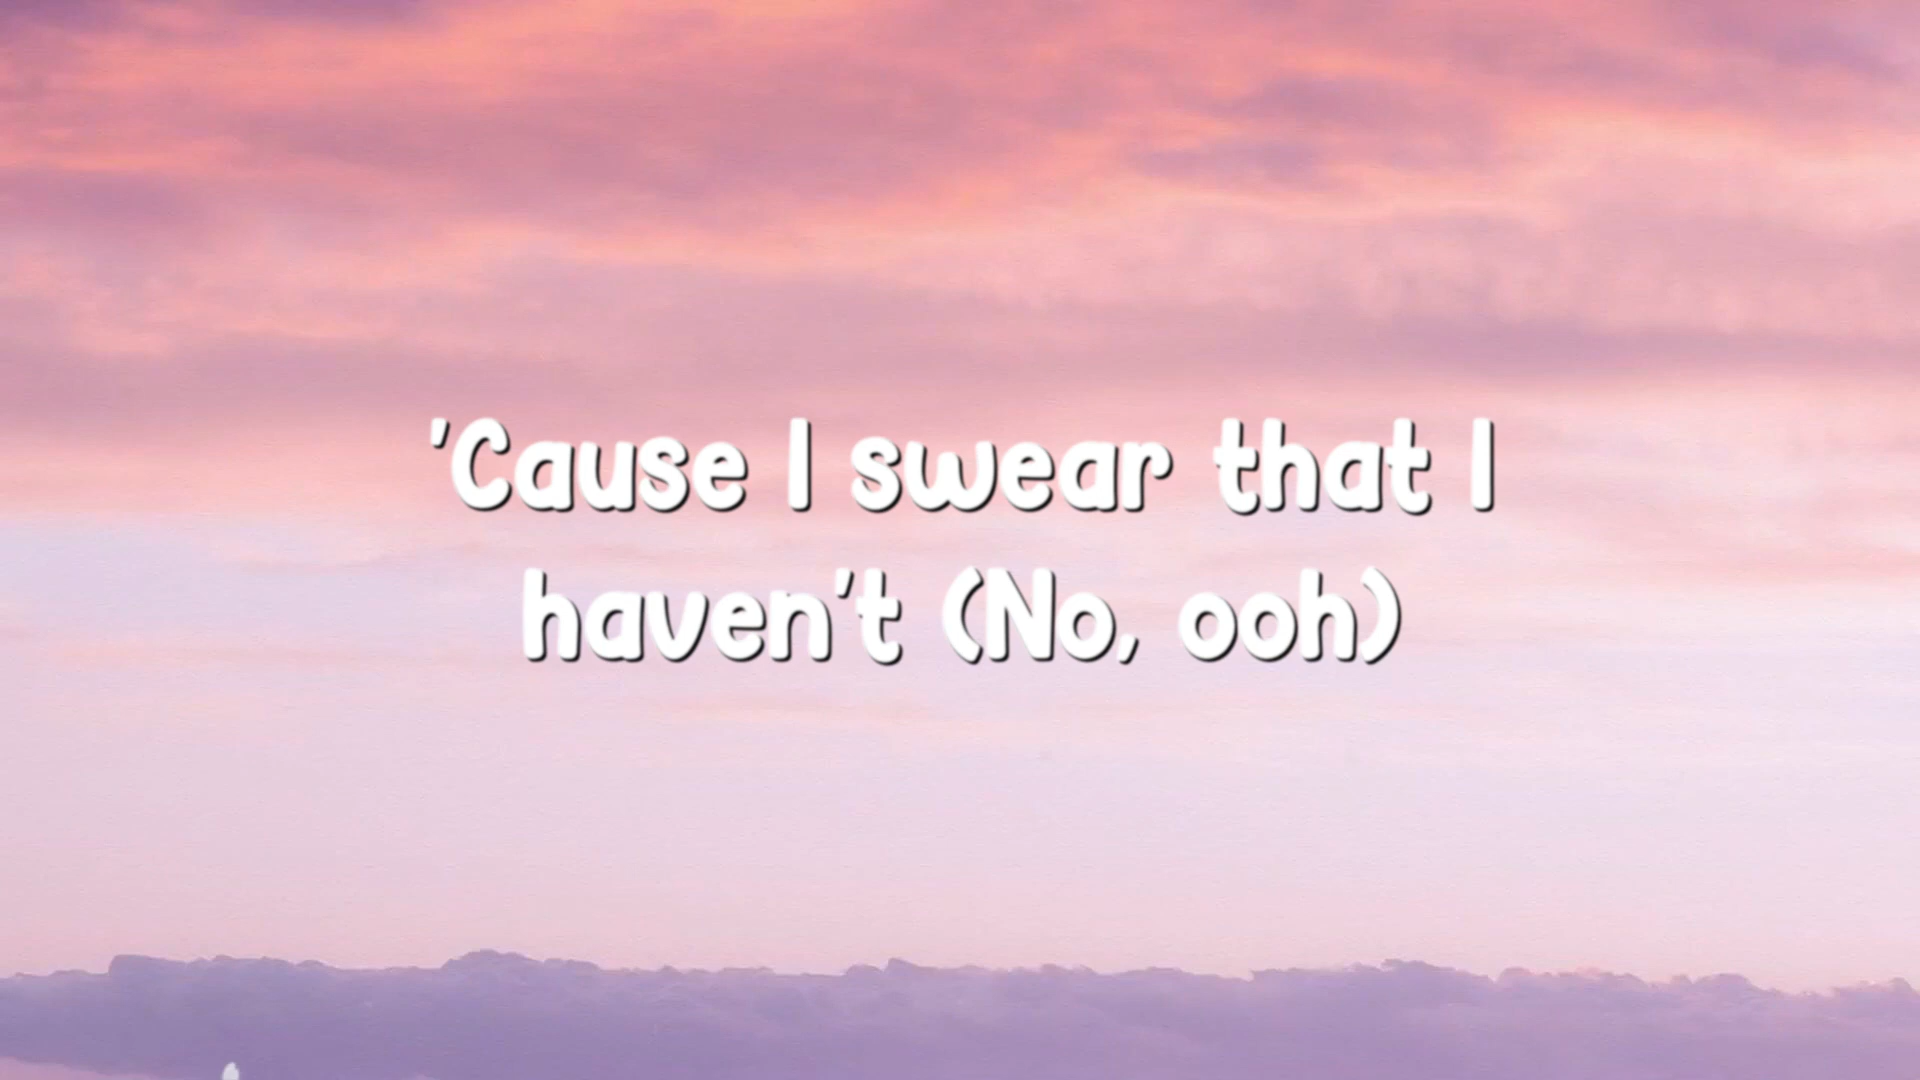 'Cause I swear that I
haven't (No, ooh)